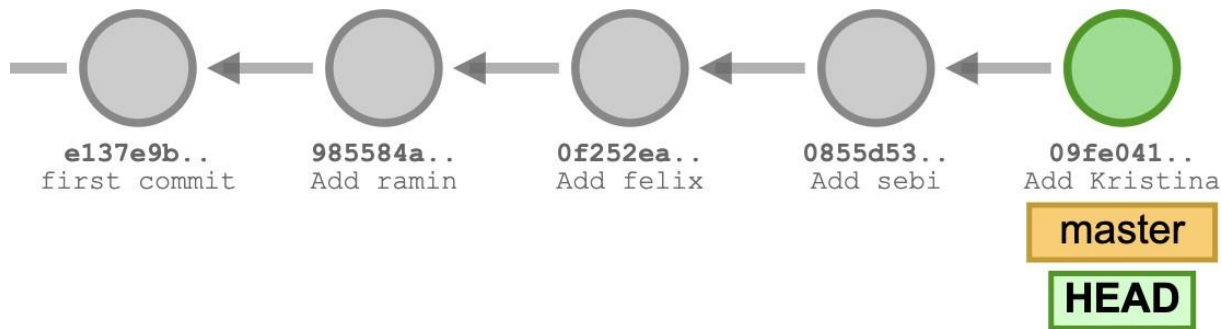 e137e9b..
first commit
985584a..
Add ramin
0f252ea..
Add felix
0855d53..
Add sebi
09fe041..
Add Kristina
master
HEAD